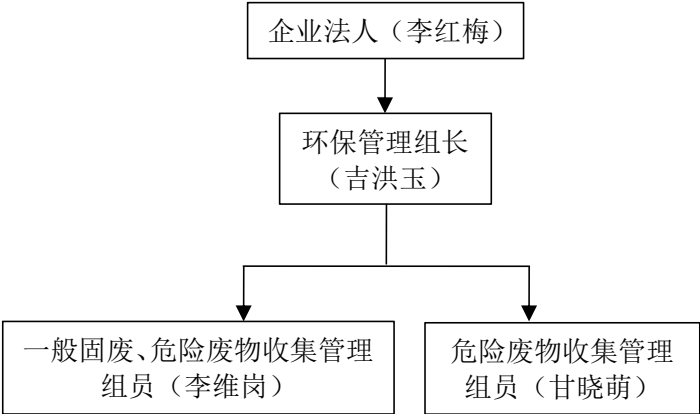 企业法人（李红梅）
环保管理组长
（吉洪玉）
一般固废、危险废物收集管理
组员（李维岗）
危险废物收集管理
组员（甘晓萌）